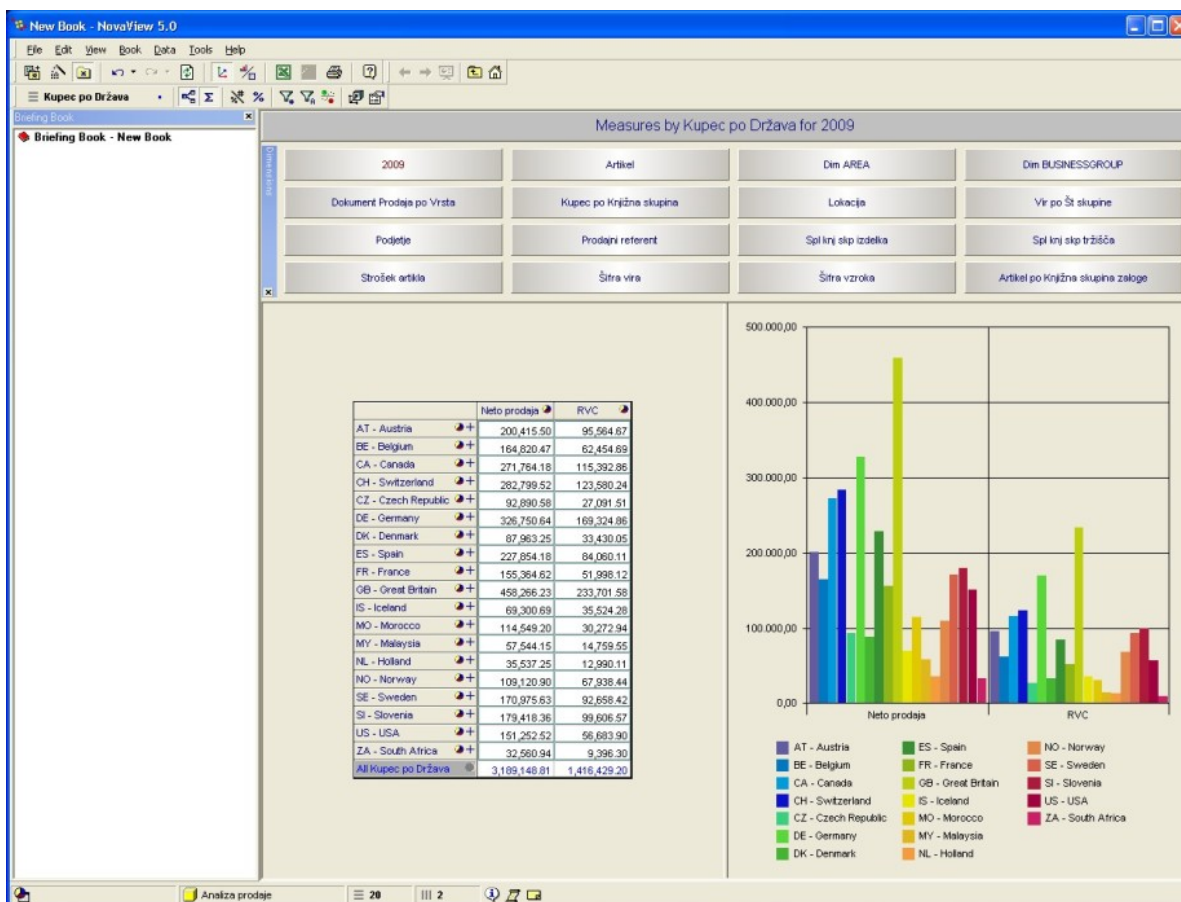 New Book - NovaView 5.0
File Edit View Book Data Tools Help
Kupec po Država
Briefing Book
Briefing Book - New Book
Measures by Kupec po Država for 2009
Dimensions
2009 Artikel Dim AREA Dim BUSINESSGROUP
Dokument Prodaja po Vrsta Kupec po Knjižna skupina Lokacija Vir po Št skupine
Podjetje Prodajni referent Spl knj skp izdelka Spl knj skp tržišča
Strošek artikla Šifra vira Šifra vzroka Artikel po Knjižna skupina zaloge
Neto prodaja RVC
AT - Austria 200,415.50 95,564.67
BE - Belgium 164,820.47 62,454.69
CA - Canada 271,764.18 115,392.86
CH - Switzerland 282,799.52 123,580.24
CZ - Czech Republic 92,890.58 27,091.51
DE - Germany 326,750.64 169,324.86
DK - Denmark 87,963.25 33,430.05
ES - Spain 227,854.18 84,060.11
FR - France 155,364.62 51,998.12
GB - Great Britain 458,266.23 233,701.58
IS - Iceland 69,300.69 35,524.28
MO - Morocco 114,549.20 30,272.94
MY - Malaysia 57,544.15 14,759.55
NL - Holland 35,537.25 12,990.11
NO - Norway 109,120.90 67,938.44
SE - Sweden 170,975.63 92,658.42
SI - Slovenia 179,418.36 99,606.57
US - USA 151,252.52 56,683.90
ZA - South Africa 32,560.94 9,396.30
All Kupec po Država 3,189,148.81 1,416,429.20
500.000,00
400.000,00
300.000,00
200.000,00
100.000,00
0,00
Neto prodaja RVC
AT - Austria ES - Spain NO - Norway
BE - Belgium FR - France SE - Sweden
CA - Canada GB - Great Britain SI - Slovenia
CH - Switzerland IS - Iceland US - USA
CZ - Czech Republic MO - Morocco ZA - South Africa
DE - Germany MY - Malaysia
DK - Denmark NL - Holland
Analiza prodaje 20 2